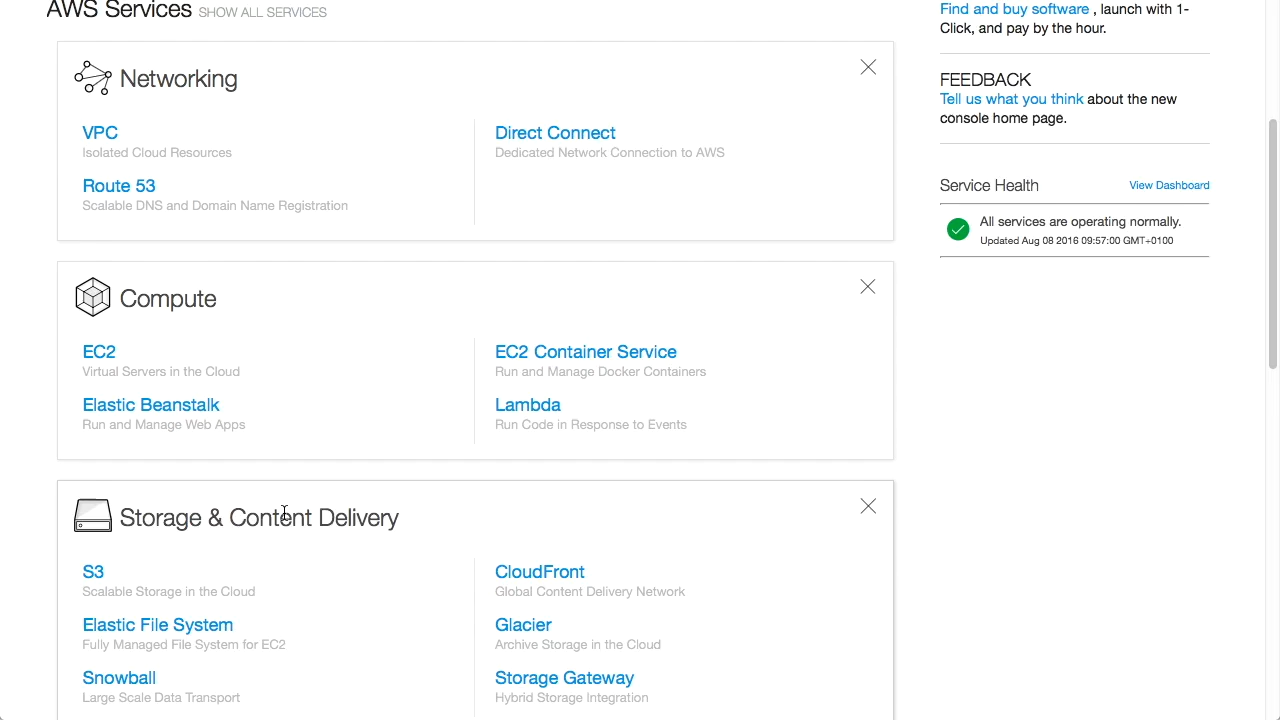 AWS Services SHOW ALL SERVICES
Networking
VPC
Isolated Cloud Resources
Route 53
Scalable DNS and Domain Name Registration
Direct Connect
Dedicated Network Connection to AWS
Compute
EC2
Virtual Servers in the Cloud
Elastic Beanstalk
Run and Manage Web Apps
EC2 Container Service
Run and Manage Docker Containers
Lambda
Run Code in Response to Events
Storage & Content Delivery
S3
Scalable Storage in the Cloud
Elastic File System
Fully Managed File System for EC2
Snowball
Large Scale Data Transport
CloudFront
Global Content Delivery Network
Glacier
Archive Storage in the Cloud
Storage Gateway
Hybrid Storage Integration
Find and buy software , launch with 1-
Click, and pay by the hour.
FEEDBACK
Tell us what you think about the new
console home page.
Service Health View Dashboard
All services are operating normally.
Updated Aug 08 2016 09:57:00 GMT+0100